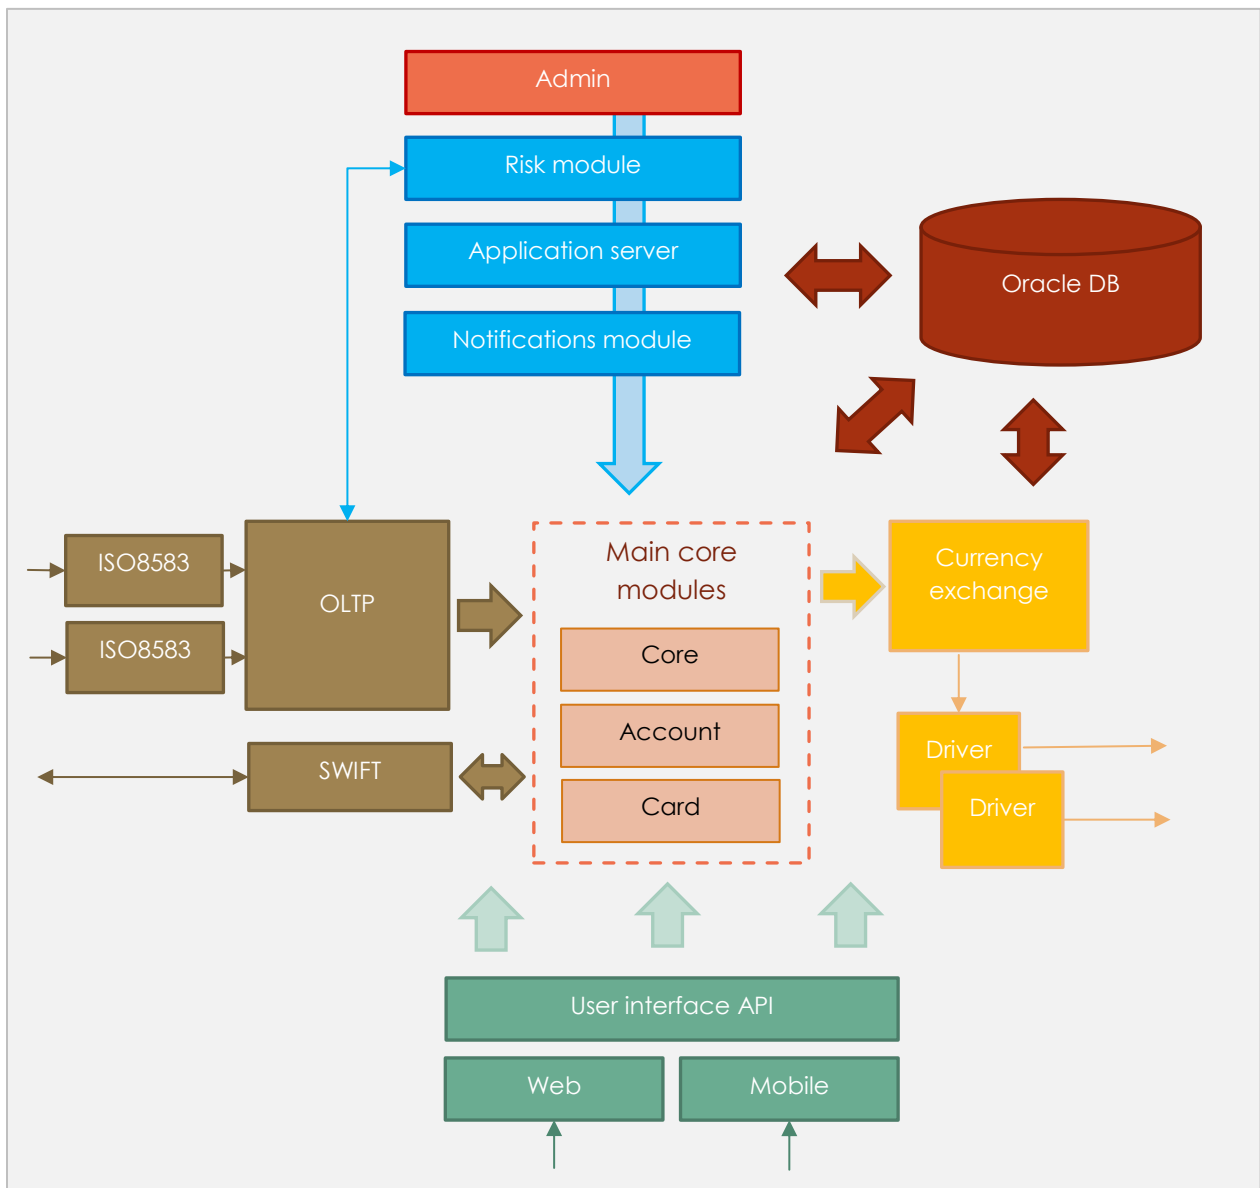 Admin
Risk module
Application server
Oracle DB
Notifications module
ISO8583
OLTP
ISO8583
Main core
modules
Currency
exchange
Core
Account
Card
SWIFT
Driver
Driver
User interface API
Web
Mobile